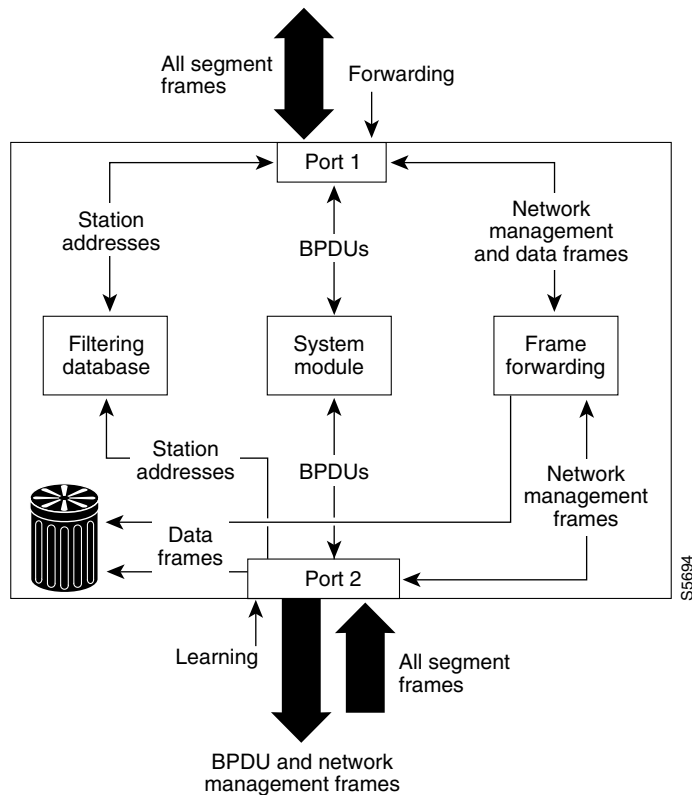 All segment
frames
Forwarding
Port 1
Station
addresses
BPDUs
Network
management
and data frames
Filtering
database
System
module
Frame
forwarding
Station
addresses
BPDUs
Network
management
frames
Data
frames
Port 2
S5694
Learning
All segment
frames
BPDU and network
management frames